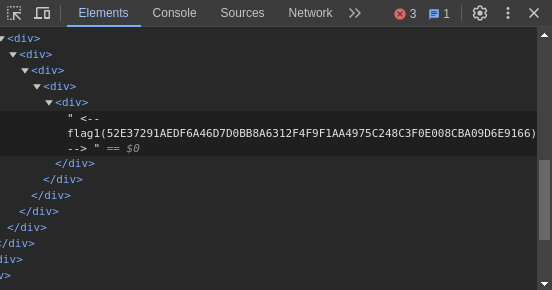 Elements Console Sources Network 3 1
<div>
<div>
<div>
<div>
<div>
" <--
flag1(52E37291AEDF6A46D7D0BB8A6312F4F9F1AA4975C248C3F0E008CBA09D6E9166)
--> " == $0
</div>
</div>
</div>
</div>
</div>
</div>
div>
v>